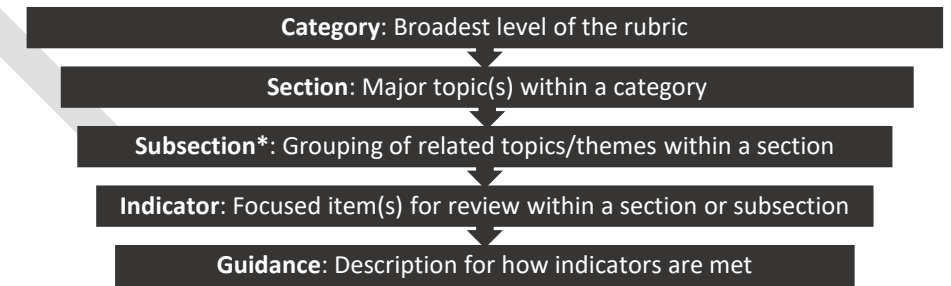 Category: Broadest level of the rubric
Section: Major topic(s) within a category
Subsection*: Grouping of related topics/themes within a section
Indicator: Focused item(s) for review within a section or subsection
Guidance: Description for how indicators are met